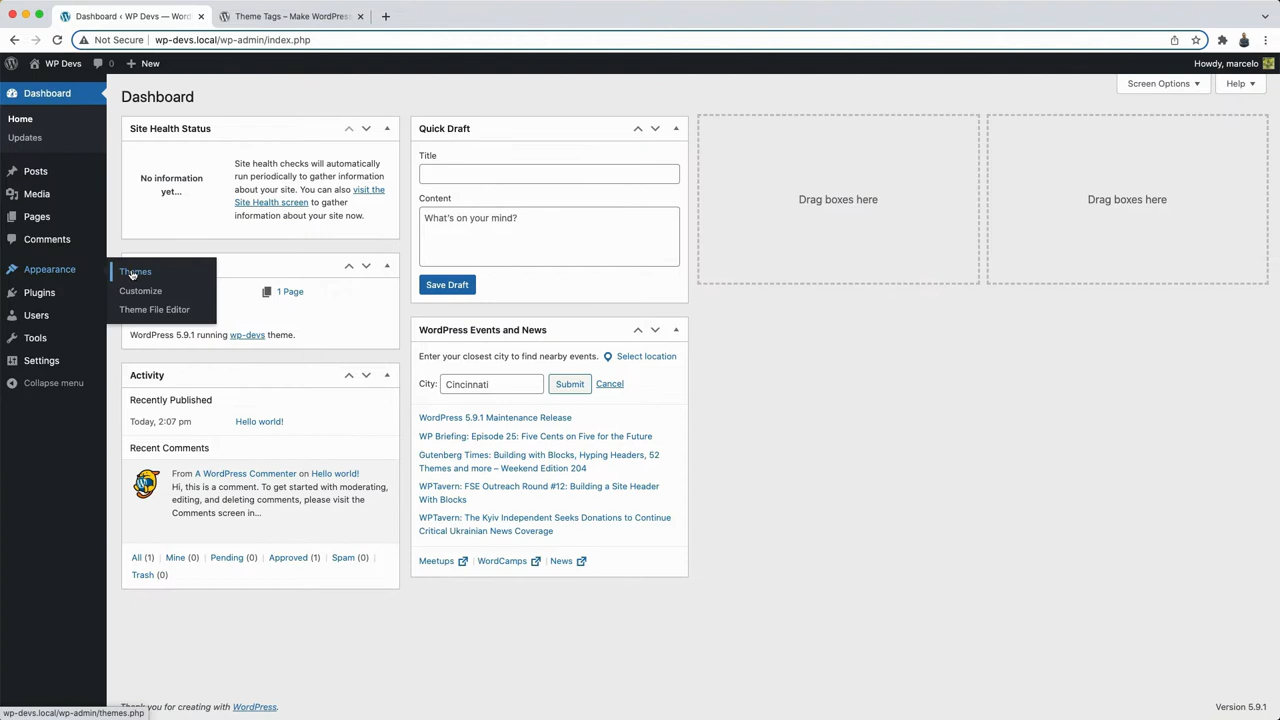 Dashboard ‹ WP Devs — Word
Theme Tags – Make WordPress
Not Secure
wp-devs.local/wp-admin/index.php
WP Devs
0
New
Howdy, marcelo
Dashboard
Home
Updates
Posts
Media
Pages
Comments
Appearance
Plugins
Users
Tools
Settings
Collapse menu
Themes
Customize
Theme File Editor
Dashboard
Screen Options
Help
Site Health Status
No information
yet...
Site health checks will automatically
run periodically to gather information
about your site. You can also visit the
Site Health screen to gather
information about your site now.
1 Page
WordPress 5.9.1 running wp-devs theme.
Activity
Recently Published
Today, 2:07 pm
Hello world!
Recent Comments
From A WordPress Commenter on Hello world!
Hi, this is a comment. To get started with moderating,
editing, and deleting comments, please visit the
Comments screen in…
All (1)
Mine (0)
Pending (0)
Approved (1)
Spam (0)
Trash (0)
Quick Draft
Title
Content
What's on your mind?
Save Draft
WordPress Events and News
Enter your closest city to find nearby events.
Select location
City:
Cincinnati
Submit
Cancel
WordPress 5.9.1 Maintenance Release
WP Briefing: Episode 25: Five Cents on Five for the Future
Gutenberg Times: Building with Blocks, Hyping Headers, 52
Themes and more – Weekend Edition 204
WPTavern: FSE Outreach Round #12: Building a Site Header
With Blocks
WPTavern: The Kyiv Independent Seeks Donations to Continue
Critical Ukrainian News Coverage
Meetups
WordCamps
News
Drag boxes here
Drag boxes here
Thank you for creating with WordPress.
Version 5.9.1
wp-devs.local/wp-admin/themes.php